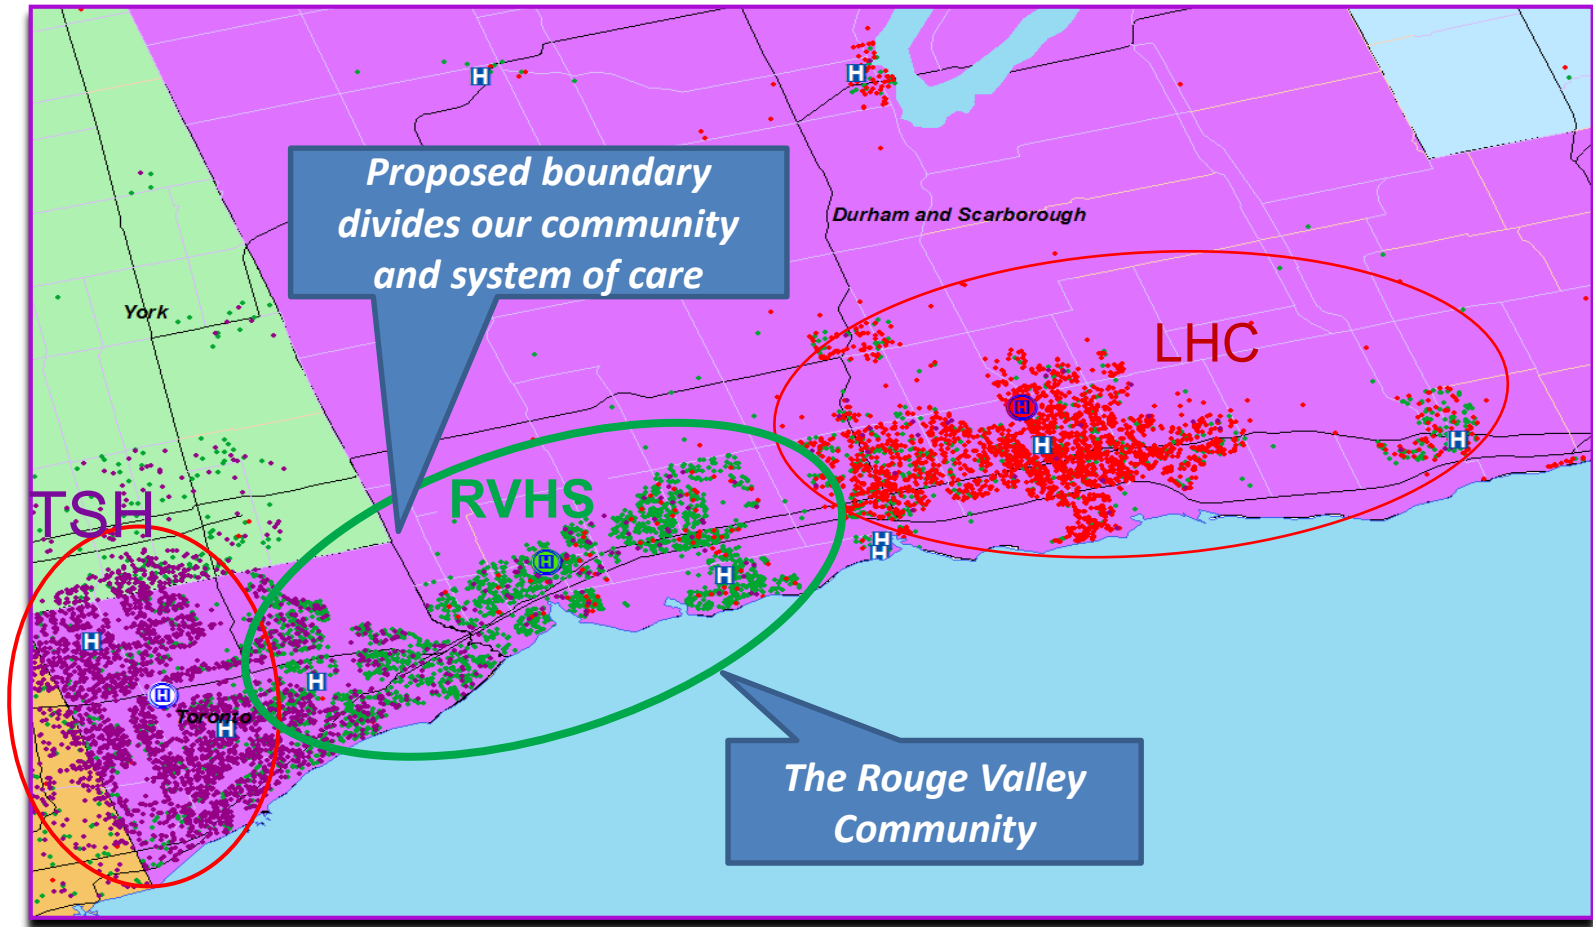 H
H
Proposed boundary
divides our community
and system of care
Durham and Scarborough
York
LHC
H
H
H
RVHS
TSH
H
H
H
H
H
H
H
Toronto
H
The Rouge Valley
Community